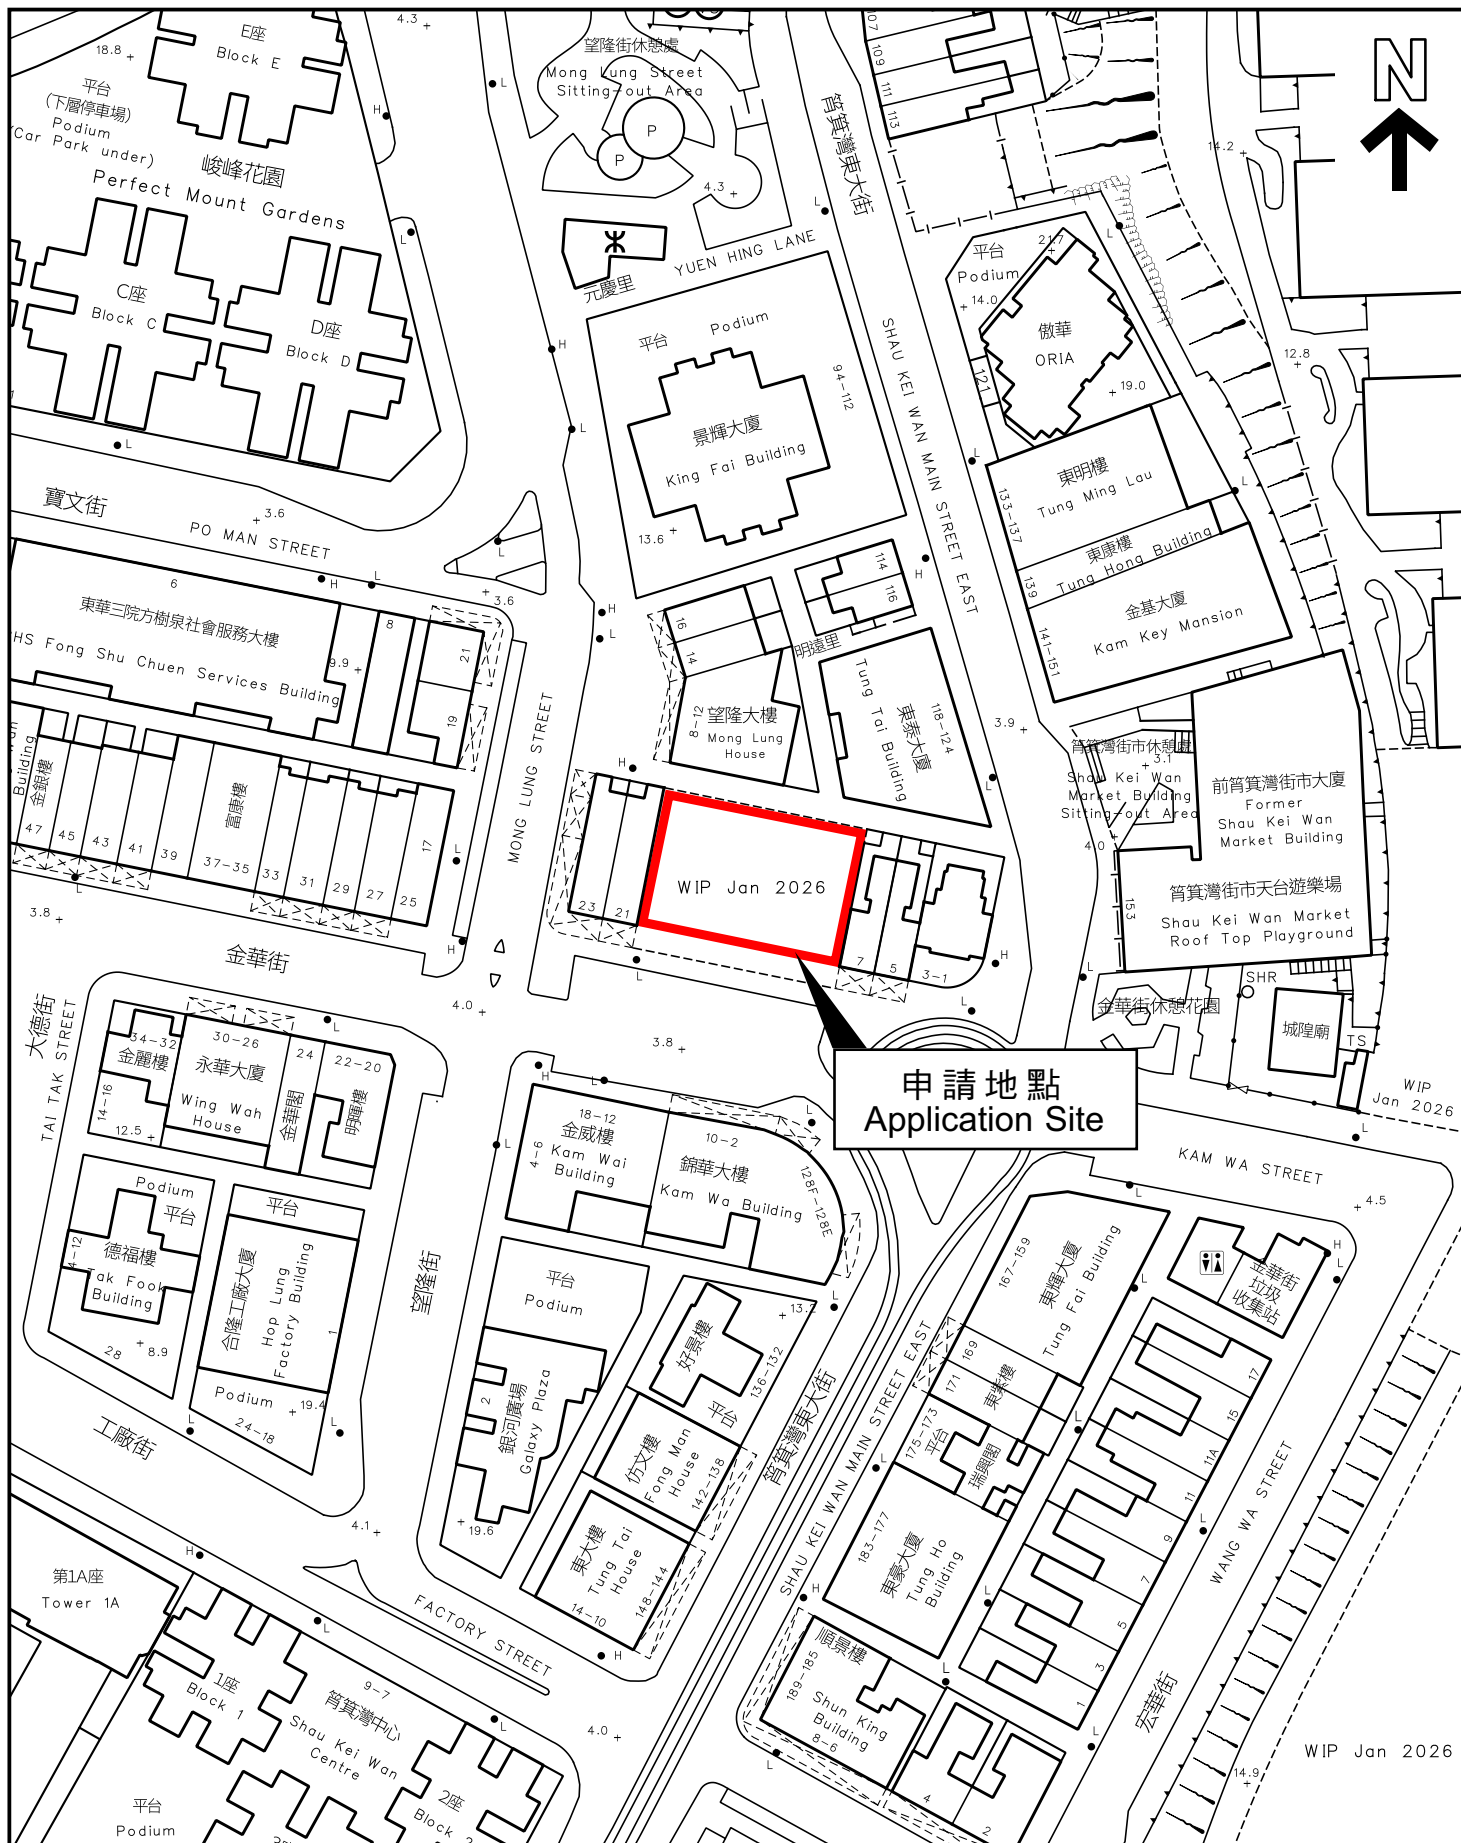 N
4.3
E座
Block E
18.8
平台
(下層停車場)
Podium
Car Park under)
峻峰花園
Perfect Mount Gardens
H
望隆街休憩處
Mong Lung Street
Sitting-out Area
P
P
4.3
L
筲箕灣東大街
107
109
111
113
14.2
L
YUEN HING LANE
元慶里
C座
Block C
D座
Block D
L
L
H
平台
Podium
94-112
景輝大廈
King Fai Building
13.6
L
SHAU KEI WAN MAIN STREET EAST
平台
Podium
21.7
14.0
傲華
ORIA
19.0
121
L
12.8
東明樓
Tung Ming Lau
133-137
東康樓
Tung Hong Building
139
金基大廈
Kam Key Mansion
141-151
L
寶文街
PO MAN STREET
3.6
L
3.6
H
L
6
東華三院方樹泉社會服務大樓
HS Fong Shu Chuen Services Building
9.9
8
21
19
H
L
16
14
8-12
望隆大樓
Mong Lung
House
114
116
H
明遠里
Tung Tai Building
東泰大廈
118-124
3.9
L
筲箕灣街市休憩處
3.1
Shau Kei Wan
Market Building
Sitting-out Area
4.0
前筲箕灣街市大廈
Former
Shau Kei Wan
Market Building
筲箕灣街市天台遊樂場
Shau Kei Wan Market
Roof Top Playground
153
Building
金銀樓
富康樓
47
45
43
41
39
37-35
33
31
29
27
25
17
L
L
H
MONG LUNG STREET
H
23
21
WIP Jan 2026
7
5
3-1
H
L
L
L
3.8
金華街
4.0
3.8
金華街休憩花園
SHR
城隍廟
TS
WIP
Jan 2026
申請地點
Application Site
大德街
TAI TAK STREET
34-32
金麗樓
14-16
12.5
30-26
永華大廈
Wing Wah
House
24
金華閣
22-20
明暉樓
L
L
H
L
18-12
金威樓
Kam Wai
Building
4-6
10-2
錦華大樓
Kam Wa Building
128F-128E
L
KAM WA STREET
L
4.5
L
Podium
平台
4-12
德福樓
Tak Fook
Building
28
8.9
平台
合隆工廠大廈
Hop Lung
Factory Building
1
Podium
19.4
24-18
L
L
望隆街
平台
Podium
2
銀河廣場
Galaxy Plaza
19.6
好景樓
13.2
136-132
平台
L
仿文樓
Fong Man
House
142-138
東大樓
Tung Tai
House
14-10
148-144
筲箕灣東大街
SHAU KEI WAN MAIN STREET EAST
167-159
東輝大廈
Tung Fai Building
L
169
171
東紫樓
175-173
平台
瑞興閣
L
L
183-177
東豪大廈
Tung Ho
Building
L
H
金華街
垃圾
收集站
H
L
17
15
11A
11
9
7
5
3
1
L
WANG WA STREET
宏華街
工廠街
4.1
H
FACTORY STREET
H
4.0
L
L
第1A座
Tower 1A
1座
Block 1
9-7
筲箕灣中心
Shau Kei Wan
Centre
2座
Block 2
平台
Podium
順景樓
189-185
Shun King
Building
8-6
L
L
L
4
2
14.9
WIP Jan 2026